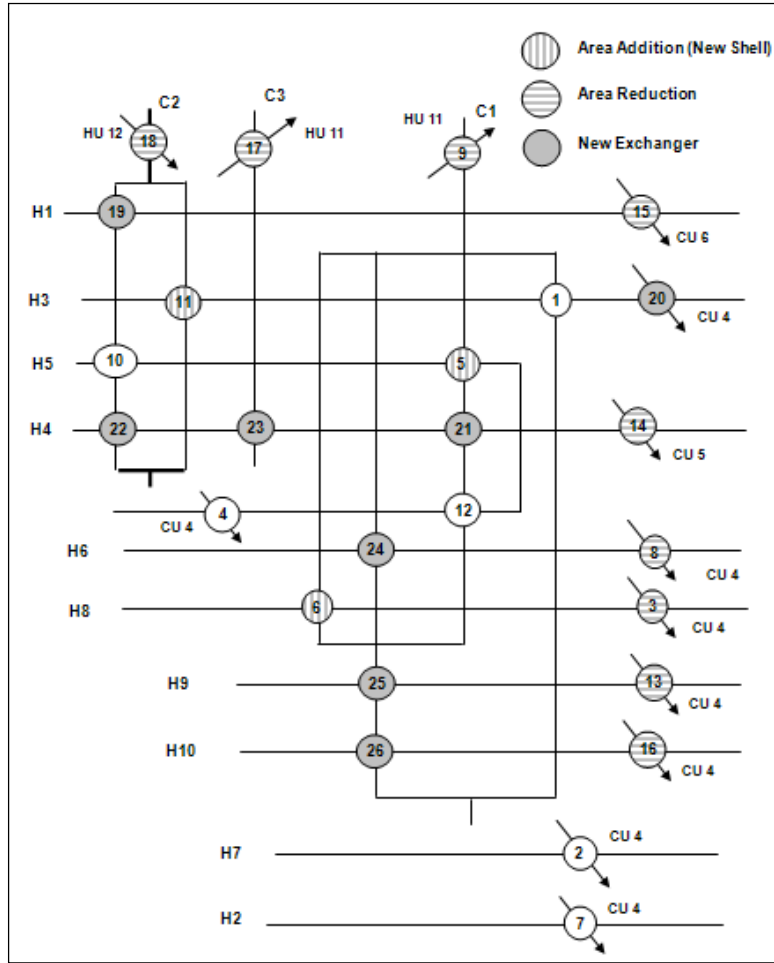 Area Addition (New Shell)
C2
C3
C1
Area Reduction
HU 12
18
17
HU 11
HU 11
9
New Exchanger
H1
19
15
CU 6
H3
11
1
20
CU 4
H5
10
5
H4
22
23
21
14
CU 5
CU 4
4
12
H6
24
8
CU 4
H8
6
3
CU 4
H9
25
13
CU 4
H10
26
16
CU 4
H7
2
CU 4
H2
7
CU 4